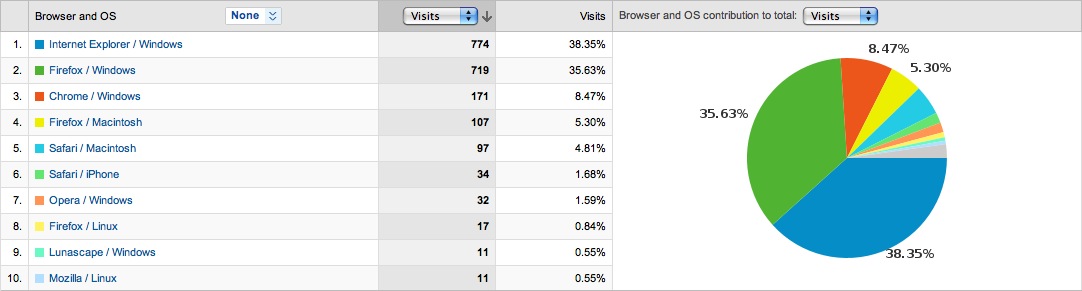 Browser and OS None Visits Visits Browser and OS contribution to total: Visits
1. Internet Explorer / Windows 774 38.35%
2. Firefox / Windows 719 35.63%
3. Chrome / Windows 171 8.47%
4. Firefox / Macintosh 107 5.30%
5. Safari / Macintosh 97 4.81%
6. Safari / iPhone 34 1.68%
7. Opera / Windows 32 1.59%
8. Firefox / Linux 17 0.84%
9. Lunascape / Windows 11 0.55%
10. Mozilla / Linux 11 0.55%
8.47%
5.30%
35.63%
38.35%